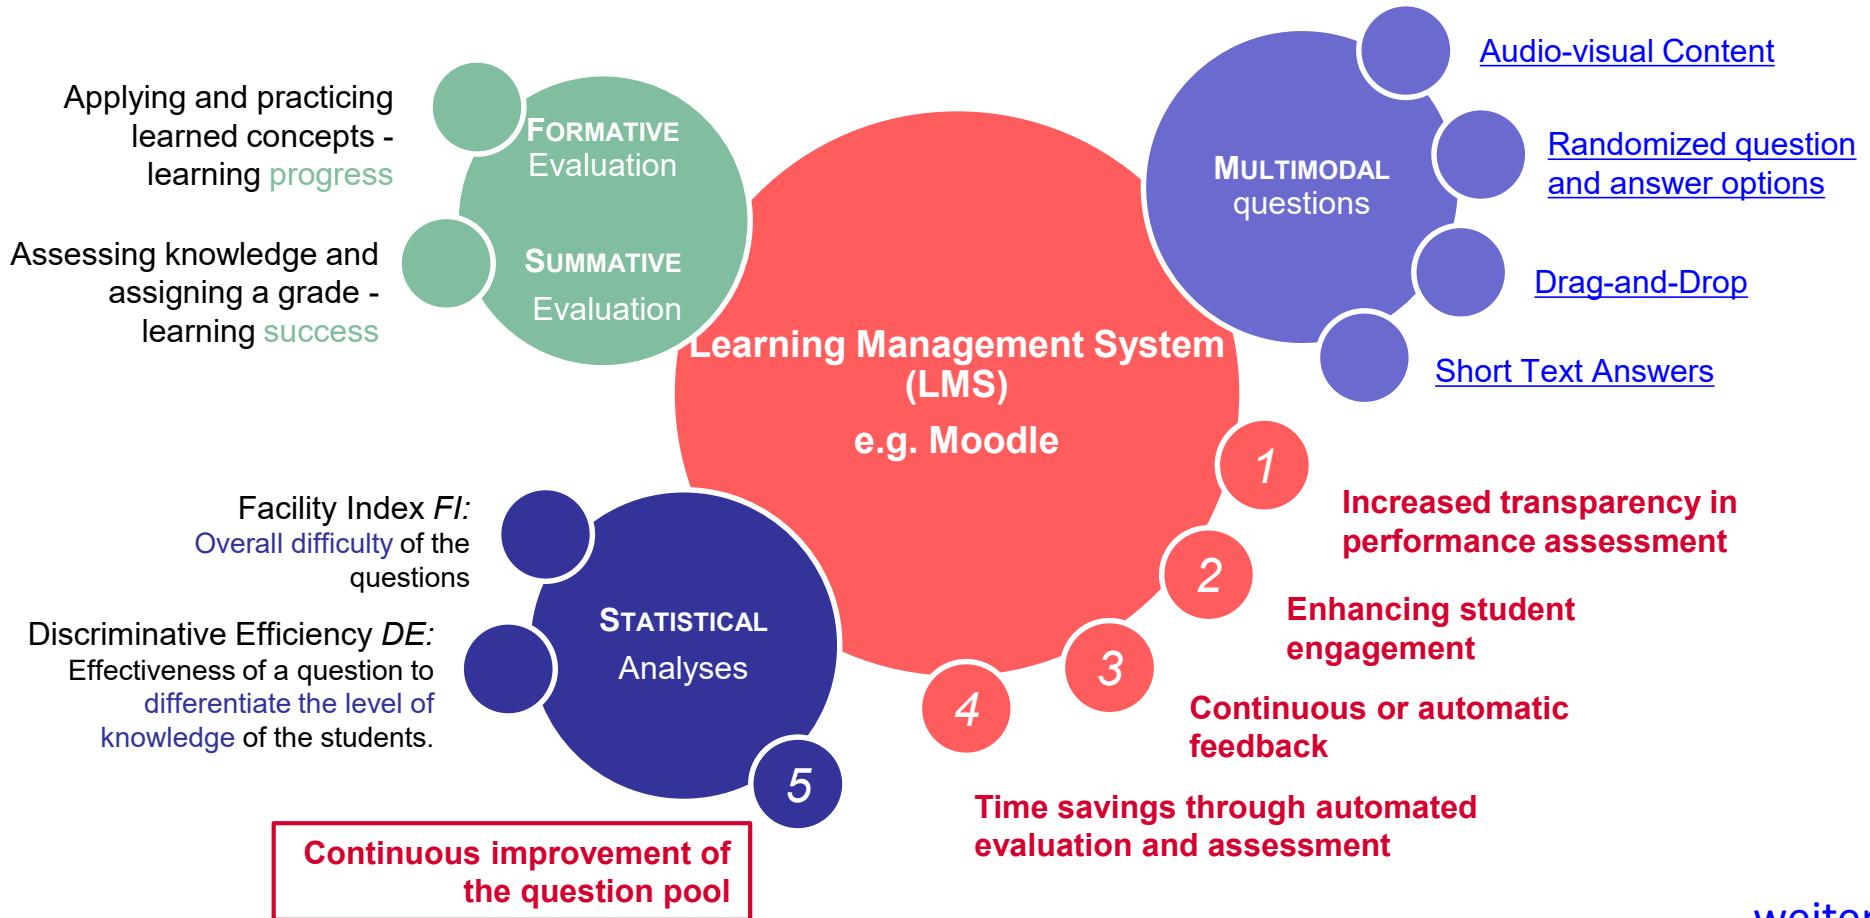 Applying and practicing
learned concepts -
learning progress
Assessing knowledge and
assigning a grade -
learning success
FORMATIVE
Evaluation
SUMMATIVE
Evaluation
Learning Management System
(LMS)
e.g. Moodle
MULTIMODAL
questions
Audio-visual Content
Randomized question
and answer options
Drag-and-Drop
Short Text Answers
1
Increased transparency in
performance assessment
2
Enhancing student
engagement
3
Continuous or automatic
feedback
4
Time savings through automated
evaluation and assessment
Facility Index FI:
Overall difficulty of the
questions
Discriminative Efficiency DE:
Effectiveness of a question to
differentiate the level of
knowledge of the students.
STATISTICAL
Analyses
5
Continuous improvement of
the question pool